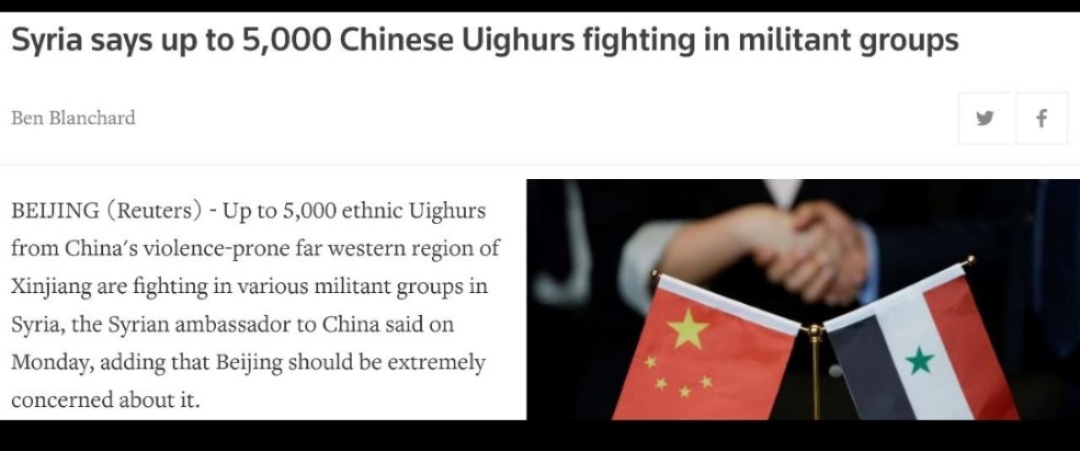 Syria says up to 5,000 Chinese Uighurs fighting in militant groups
Ben Blanchard
BEIJING (Reuters) - Up to 5,000 ethnic Uighurs
from China's violence-prone far western region of
Xinjiang are fighting in various militant groups in
Syria, the Syrian ambassador to China said on
Monday, adding that Beijing should be extremely
concerned about it.